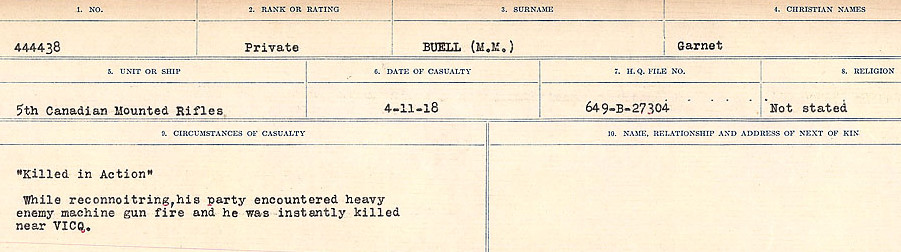 1. NO. 2. RANK OR RATING 3. SURNAME 4. CHRISTIAN NAMES
444438 Private BUELL (M.M.) Garnet
5. UNIT OR SHIP 6. DATE OF CASUALTY 7. H.Q. FILE NO. 8. RELIGION
5th Canadian Mounted Rifles 4-11-18 649-B-27304 Not stated
9. CIRCUMSTANCES OF CASUALTY 10. NAME, RELATIONSHIP AND ADDRESS OF NEXT OF KIN
"Killed in Action"
While reconnoitring,his party encountered heavy
enemy machine gun fire and he was instantly killed
near VICQ.